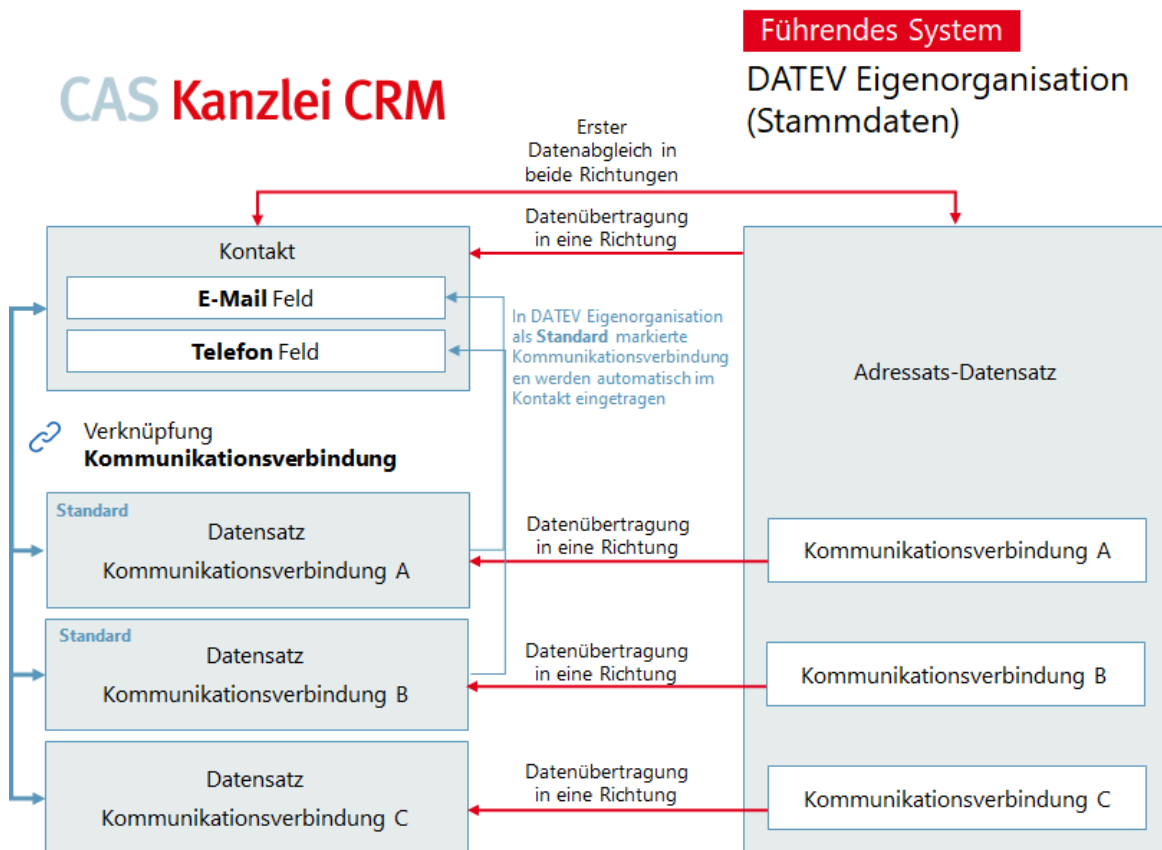 Führendes System
CAS Kanzlei CRM
DATEV Eigenorganisation
(Stammdaten)
Erster
Datenabgleich in
beide Richtungen
Datenübertragung
in eine Richtung
Kontakt
E-Mail Feld
Telefon Feld
In DATEV Eigenorganisation
als Standard markierte
Kommunikationsverbindung
en werden automatisch im
Kontakt eingetragen
Adressats-Datensatz
Verknüpfung
Kommunikationsverbindung
Standard
Datensatz
Kommunikationsverbindung A
Datenübertragung
in eine Richtung
Kommunikationsverbindung A
Standard
Datensatz
Kommunikationsverbindung B
Datenübertragung
in eine Richtung
Kommunikationsverbindung B
Datensatz
Kommunikationsverbindung C
Datenübertragung
in eine Richtung
Kommunikationsverbindung C